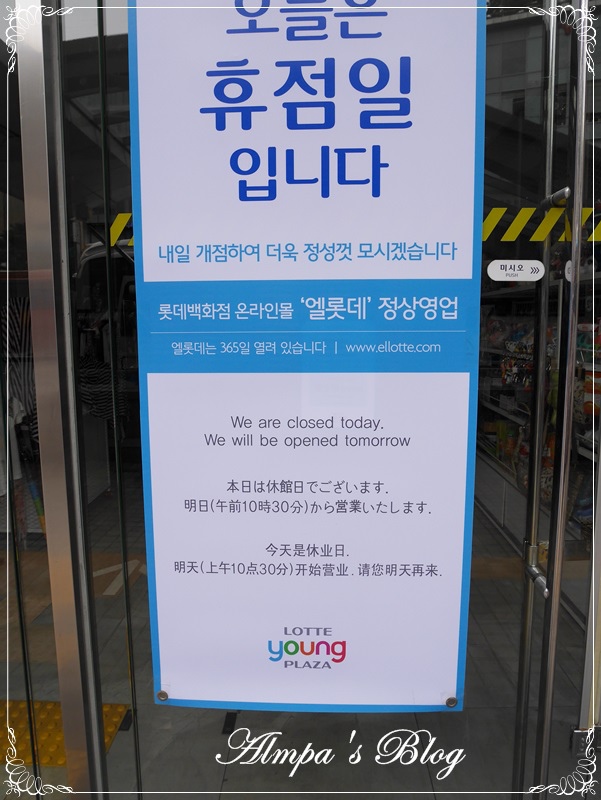 오늘은
휴점일
입니다
내일 개점하여 더욱 정성껏 모시겠습니다
미시오
PUSH
롯데백화점 온라인몰 '엘롯데' 정상영업
엘롯데는 365일 열려 있습니다 | www.ellotte.com
We are closed today.
We will be opened tomorrow
本日は休館日でございます.
明日(午前10時30分)から営業いたします.
今天是休业日.
明天(上午10点30分)开始营业.请您明天再来.
LOTTE
young
PLAZA
Almpa's Blog